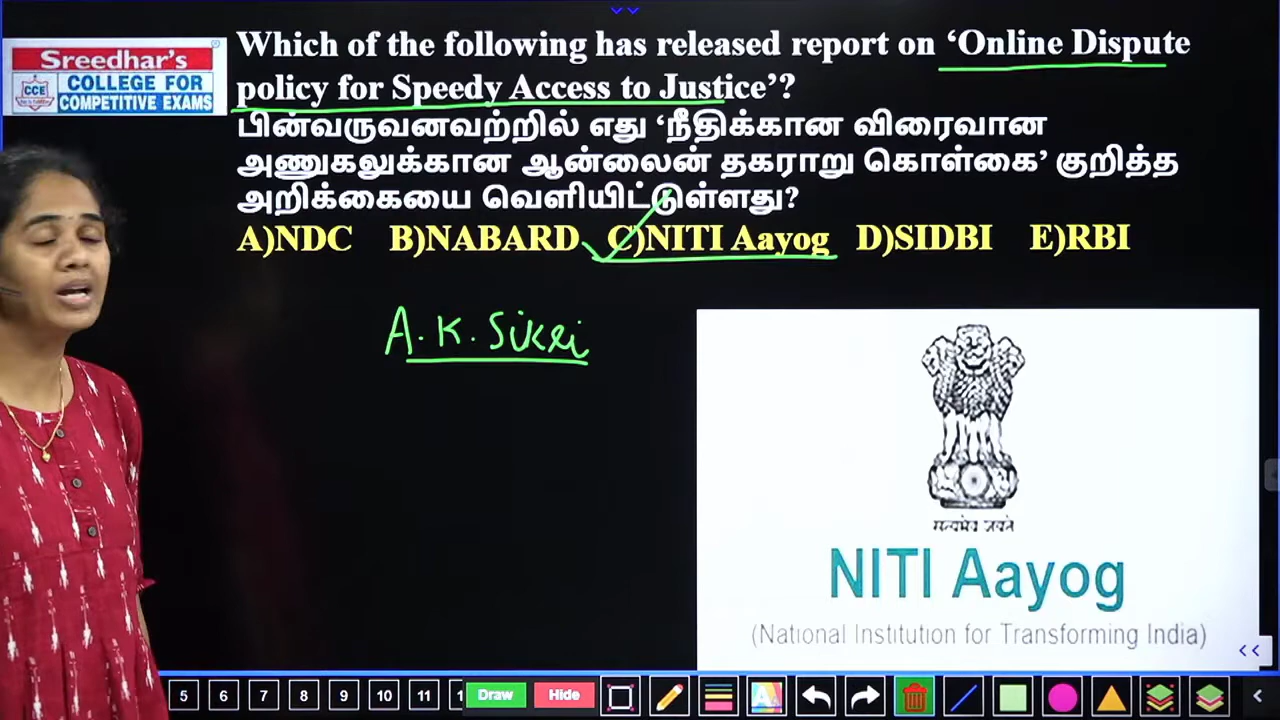 Sreedhar's
CCE
COLLEGE FOR
COMPETITIVE EXAMS
Which of the following has released report on ‘Online Dispute
policy for Speedy Access to Justice’?
பின்வருவனவற்றில் எது ‘நீதிக்கான விரைவான
அணுகலுக்கான ஆன்லைன் தகராறு கொள்கை’ குறித்த
அறிக்கையை வெளியிட்டுள்ளது?
A)NDC B)NABARD C)NITI Aayog D)SIDBI E)RBI
A.K. Sikri
सत्यमेव जयते
NITI Aayog
(National Institution for Transforming India)
<<
5 6 7 8 9 10 11 1 Draw Hide